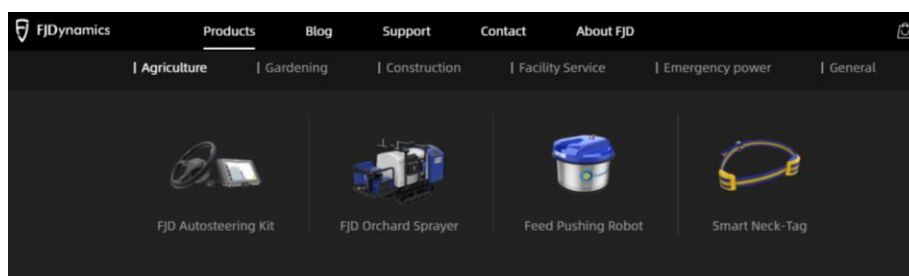 FJDynamics Products Blog Support Contact About FJD
| Agriculture | Gardening | Construction | Facility Service | Emergency power | General
FJD Autosteering Kit FJD Orchard Sprayer Feed Pushing Robot Smart Neck-Tag